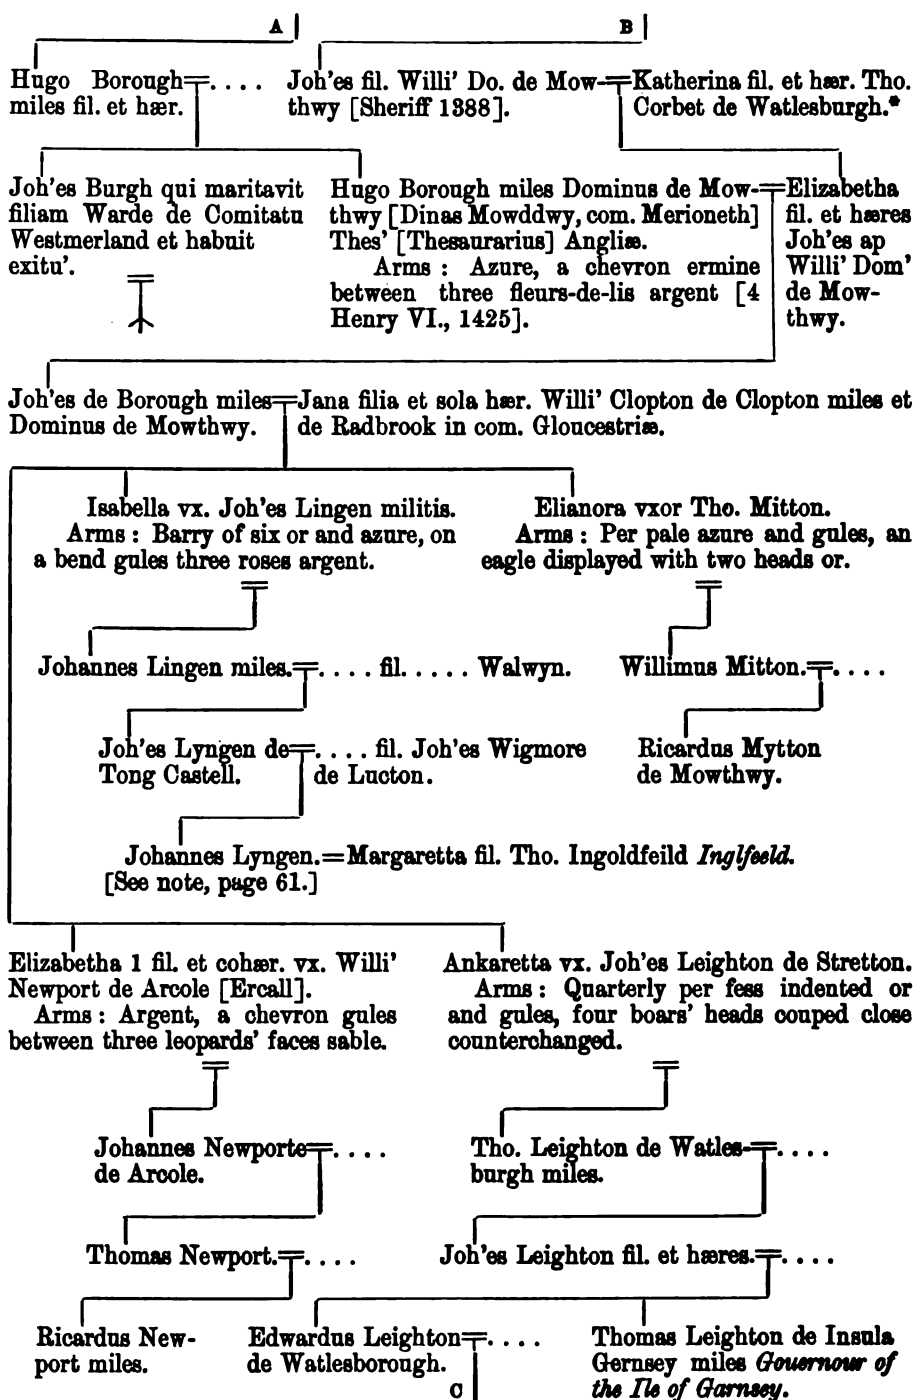 A B
Hugo Borough=. . . .
miles fil. et hær.
Joh'es fil. Willi' Do. de Mow-
thwy [Sheriff 1388].
=Katherina fil. et hær. Tho.
Corbet de Watlesburgh.*
Joh'es Burgh qui maritavit
filiam Warde de Comitatu
Westmerland et habuit
exitu'.
Hugo Borough miles Dominus de Mow-
thwy [Dinas Mowddwy, com. Merioneth]
Thes' [Thesaurarius] Angliæ.
Arms : Azure, a chevron ermine
between three fleurs-de-lis argent [4
Henry VI., 1425].
=Elizabetha
fil. et hæres
Joh'es ap
Willi' Dom'
de Mow-
thwy.
Joh'es de Borough miles
Dominus de Mowthwy.
=Jana filia et sola hær. Willi' Clopton de Clopton miles et
de Radbrook in com. Gloucestriæ.
Isabella vx. Joh'es Lingen militis.
Arms : Barry of six or and azure, on
a bend gules three roses argent.
Elianora vxor Tho. Mitton.
Arms : Per pale azure and gules, an
eagle displayed with two heads or.
Johannes Lingen miles.=. . . . fil. . . . . . Walwyn.
Willimus Mitton.=. . . .
Joh'es Lyngen de
Tong Castell.
=. . . . fil. Joh'es Wigmore
de Lucton.
Ricardus Mytton
de Mowthwy.
Johannes Lyngen.=Margaretta fil. Tho. Ingoldfeild Inglfeeld.
[See note, page 61.]
Elizabetha 1 fil. et cohær. vx. Willi'
Newport de Arcole [Ercall].
Arms : Argent, a chevron gules
between three leopards' faces sable.
Ankaretta vx. Joh'es Leighton de Stretton.
Arms : Quarterly per fess indented or
and gules, four boars' heads couped close
counterchanged.
Johannes Newporte=. . . .
de Arcole.
Tho. Leighton de Watles-=. . . .
burgh miles.
Thomas Newport.=. . . .
Joh'es Leighton fil. et hæres.=. . . .
Ricardus New-
port miles.
Edwardus Leighton=. . . .
de Watlesborough.
C
Thomas Leighton de Insula
Gernsey miles Gouernour of
the Ile of Garnsey.